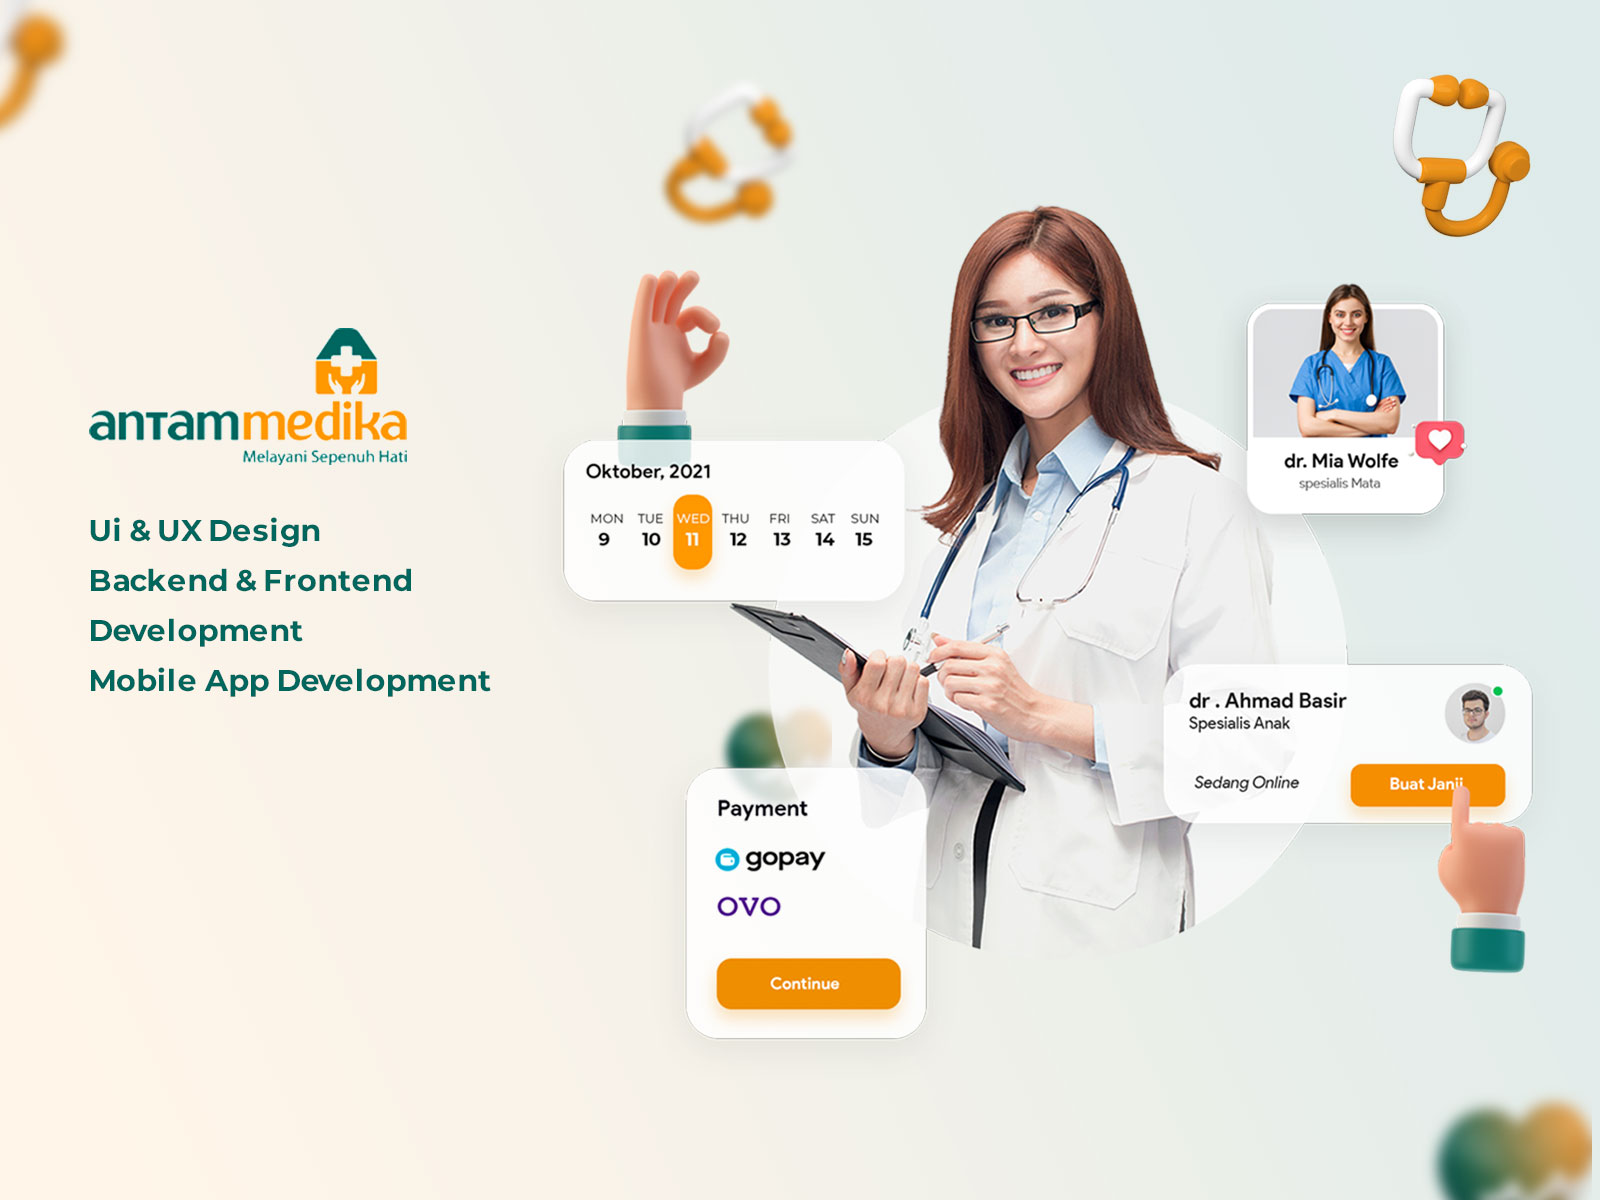 antammedika
Melayani Sepenuh Hati
Ui & UX Design
Backend & Frontend
Development
Mobile App Development
Oktober, 2021
MON TUE WED THU FRI SAT SUN
9 10 11 12 13 14 15
dr. Mia Wolfe
spesialis Mata
dr . Ahmad Basir
Spesialis Anak
Sedang Online
Buat Janji
Payment
gopay
OVO
Continue